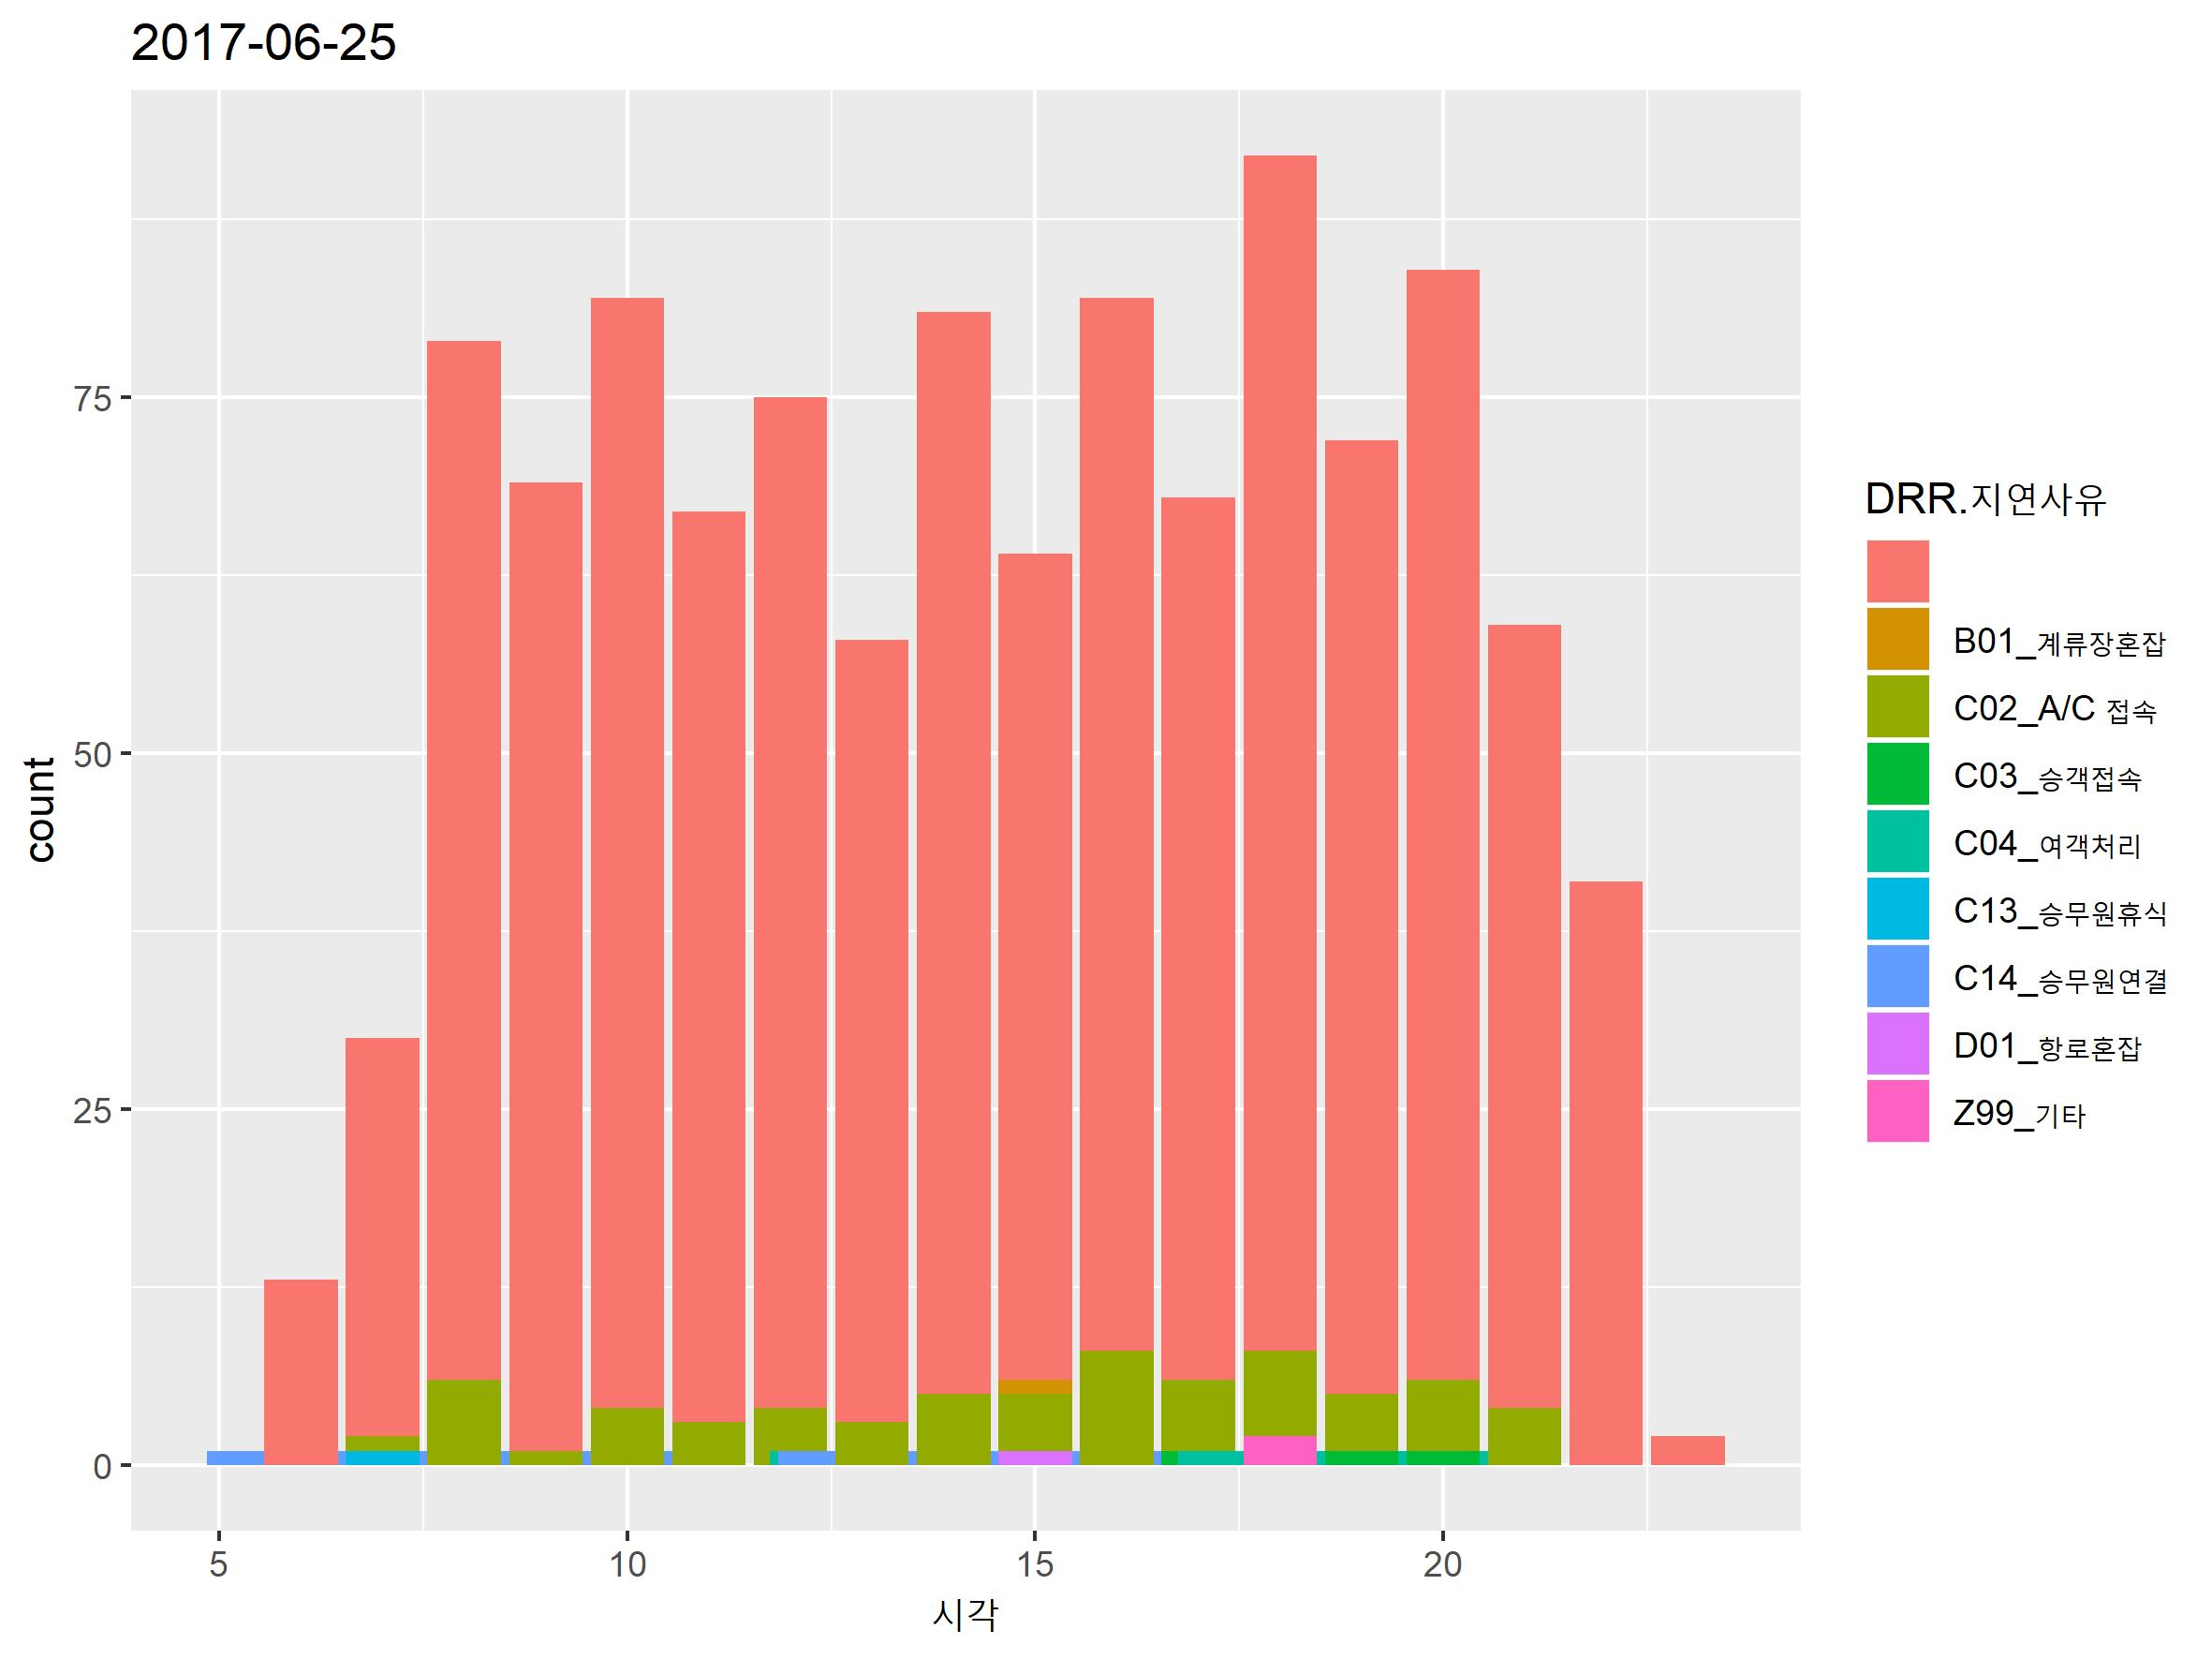 2017-06-25
count
75
50
25
0
5 10 15 20
시각
DRR.지연사유
B01_계류장혼잡
C02_A/C 접속
C03_승객접속
C04_여객처리
C13_승무원휴식
C14_승무원연결
D01_항로혼잡
Z99_기타